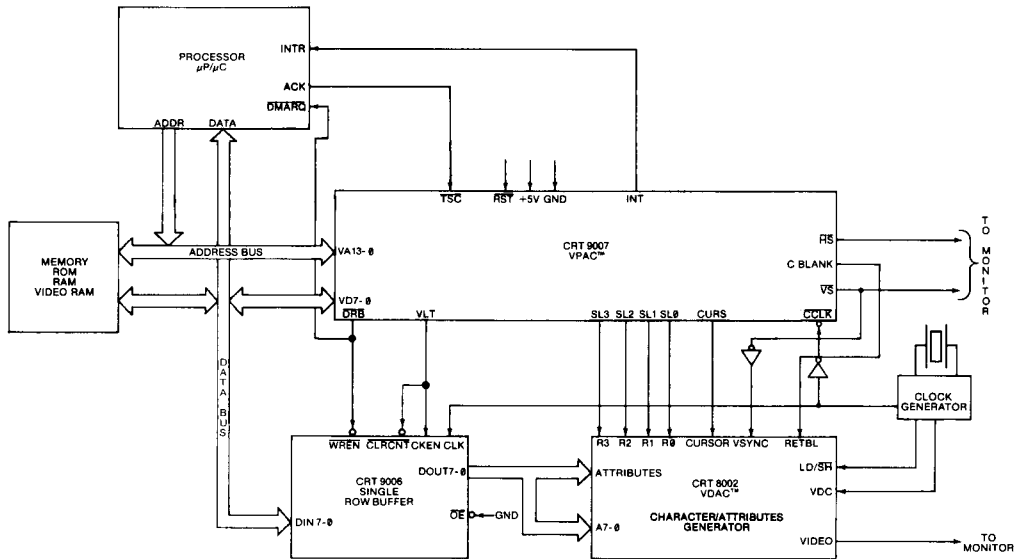 PROCESSOR
µP/µC
INTR
ACK
DMARQ
ADDR DATA
TSC RST +5V GND INT
MEMORY
ROM
RAM
VIDEO RAM
ADDRESS BUS
VA13-0
VD7-0
CRT 9007
VPAC™
HS
C BLANK
VS
TO MONITOR
DRB VLT SL3 SL2 SL1 SL0 CURS CCLK
DATA BUS
CLOCK
GENERATOR
WREN CLRCNT CKEN CLK
DOUT7-0
CRT 9006
SINGLE
ROW BUFFER
OE GND
DIN 7-0
R3 R2 R1 R0 CURSOR VSYNC RETBL
ATTRIBUTES
CRT 8002
VDAC™
CHARACTER/ATTRIBUTES
GENERATOR
A7-0
LD/SH
VDC
VIDEO
TO
MONITOR